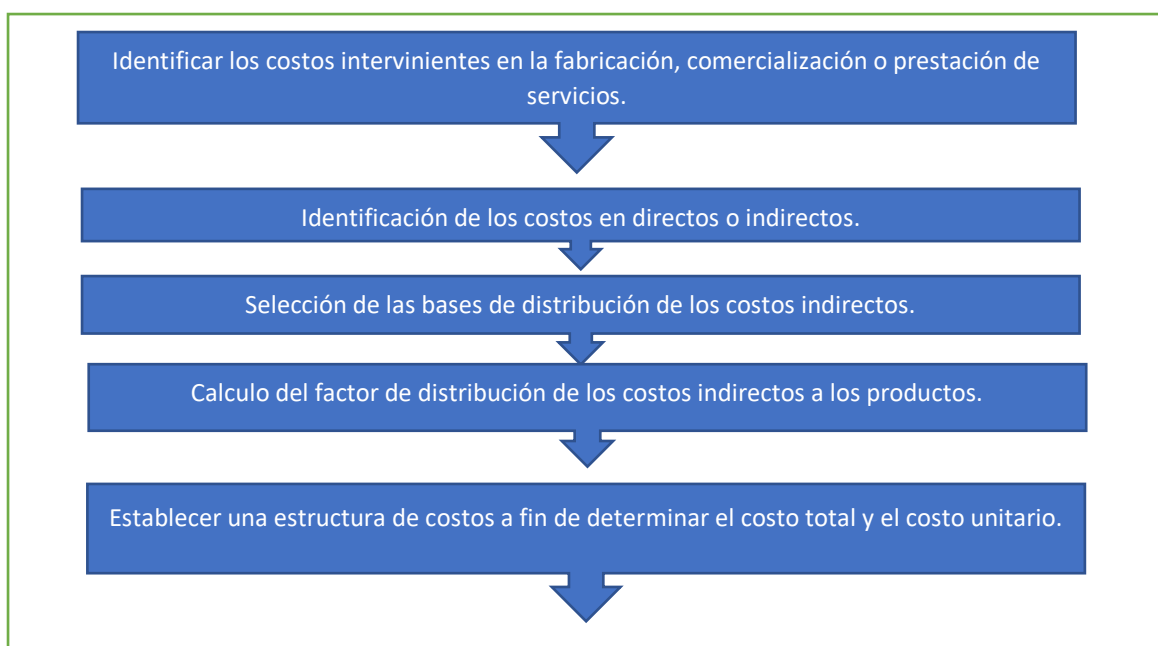 Identificar los costos intervinientes en la fabricación, comercialización o prestación de
servicios.
Identificación de los costos en directos o indirectos.
Selección de las bases de distribución de los costos indirectos.
Calculo del factor de distribución de los costos indirectos a los productos.
Establecer una estructura de costos a fin de determinar el costo total y el costo unitario.